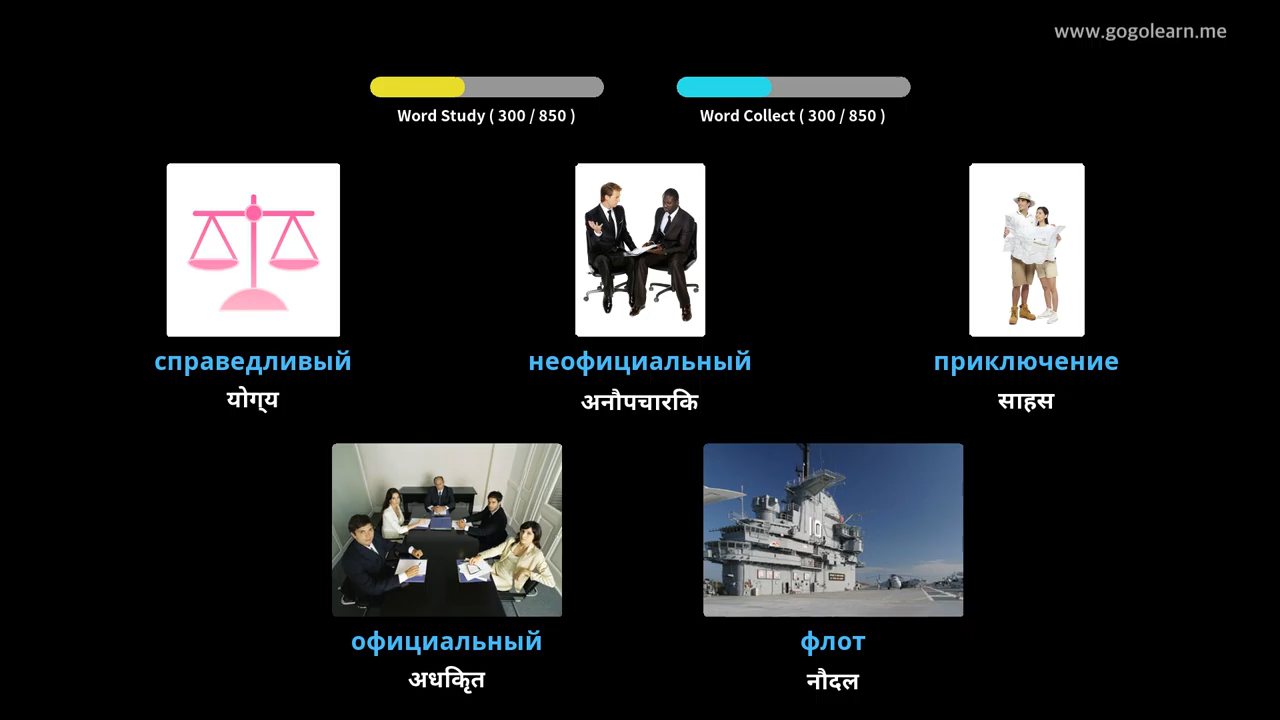 www.gogolearn.me
Word Study ( 300 / 850 )
Word Collect ( 300 / 850 )
справедливый
неофициальный
приключение
योग्य
अनौपचारिक
साहस
10
официальный
флот
अधिकृित
नौदल